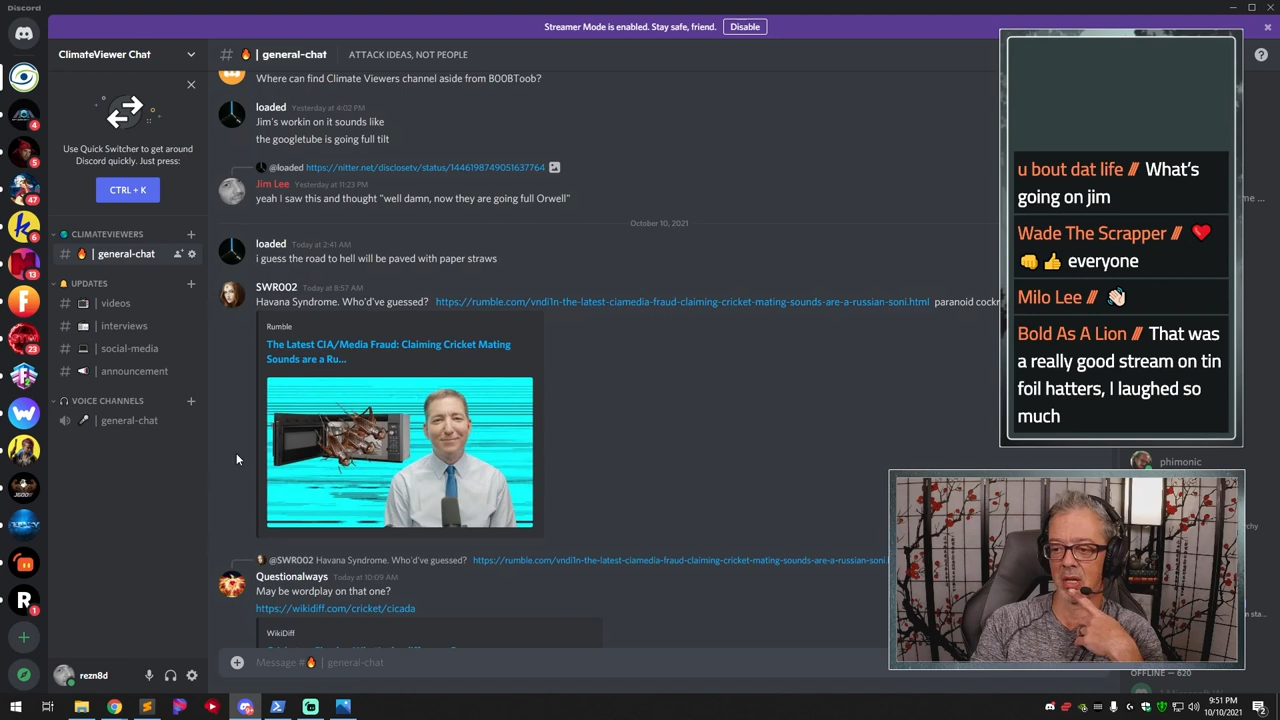 Discord
Streamer Mode is enabled. Stay safe, friend. Disable
ClimateViewer Chat
# 🔥 | general-chat ATTACK IDEAS, NOT PEOPLE
Use Quick Switcher to get around
Discord quickly. Just press:
CTRL + K
CLIMATEVIEWERS
# 🔥 | general-chat
UPDATES
# | videos
# | interviews
# | social-media
# | announcement
VOICE CHANNELS
| general-chat
4
5
47
6
13
23
1
rezn8d
Where can find Climate Viewers channel aside from B00BToob?
loaded Yesterday at 4:02 PM
Jim's workin on it sounds like
the googletube is going full tilt
@loaded https://nitter.net/disclosetv/status/1446198749051637764
Jim Lee Yesterday at 11:23 PM
yeah I saw this and thought "well damn, now they are going full Orwell"
October 10, 2021
loaded Today at 2:41 AM
i guess the road to hell will be paved with paper straws
SWR002 Today at 8:57 AM
Havana Syndrome. Who'd've guessed? https://rumble.com/vndi1n-the-latest-ciamedia-fraud-claiming-cricket-mating-sounds-are-a-russian-soni.html paranoid
Rumble
The Latest CIA/Media Fraud: Claiming Cricket Mating
Sounds are a Ru...
@SWR002 Havana Syndrome. Who'd've guessed? https://rumble.com/vndi1n-the-latest-ciamedia-fraud-claiming-cricket-mating-sounds-are-a-russian-soni.
Questionalways Today at 10:09 AM
May be wordplay on that one?
https://wikidiff.com/cricket/cicada
WikiDiff
Message #🔥 | general-chat
u bout dat life /// What's
going on jim
Wade The Scrapper /// ❤️
👊 👍 everyone
Milo Lee /// 👋🏻
Bold As A Lion /// That was
a really good stream on tin
foil hatters, I laughed so
much
phimonic
OFFLINE — 620
9:51 PM
10/10/2021
2